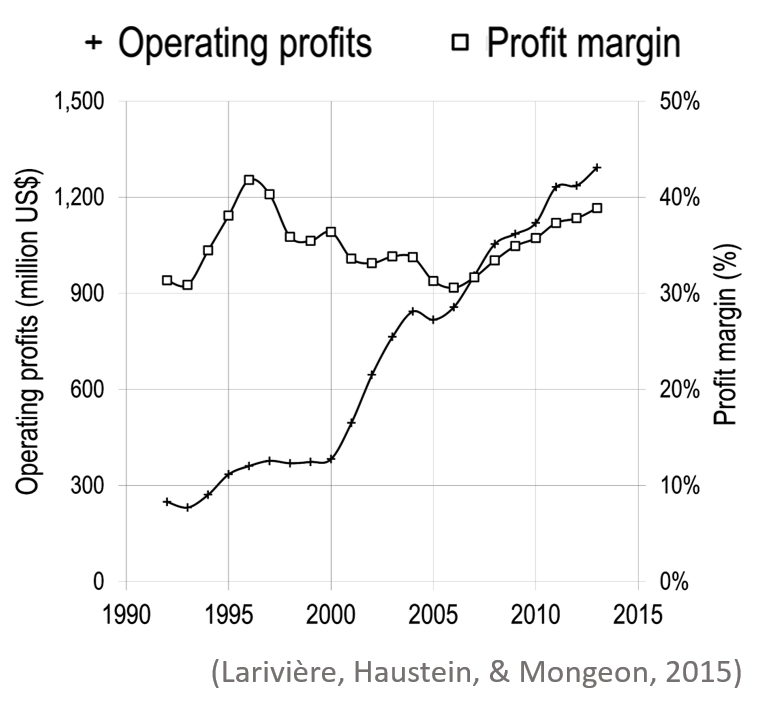 Operating profits
Profit margin
Operating profits (million US$)
1,500
1,200
900
600
300
0
50%
40%
30%
20%
10%
0%
Profit margin (%)
1990 1995 2000 2005 2010 2015
(Larivière, Haustein, & Mongeon, 2015)